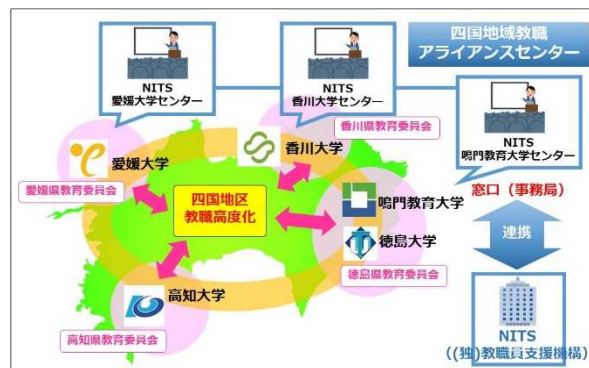 四国地域教職
アライアンスセンター
NITS
愛媛大学センター
NITS
香川大学センター
NITS
鳴門教育大学センター
香川県教育委員会
香川大学
愛媛大学
愛媛県教育委員会
四国地区
教職高度化
鳴門教育大学
徳島大学
徳島県教育委員会
高知大学
高知県教育委員会
窓口（事務局）
連携
NITS
((独)教職員支援機構)